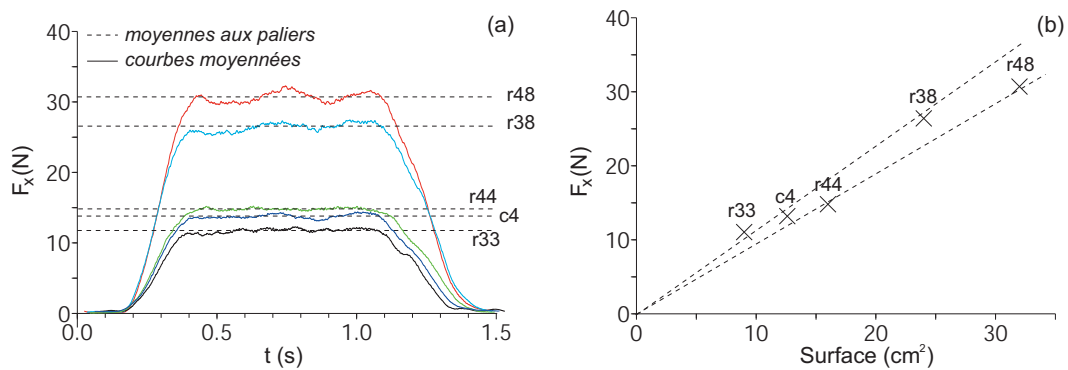 (a)
40
30
20
10
0
Fx(N)
moyennes aux paliers
courbes moyennées
r48
r38
r44
c4
r33
0.0
0.5
1.0
1.5
t (s)
(b)
40
30
20
10
0
Fx(N)
r33
c4
r44
r38
r48
0
10
20
30
Surface (cm²)